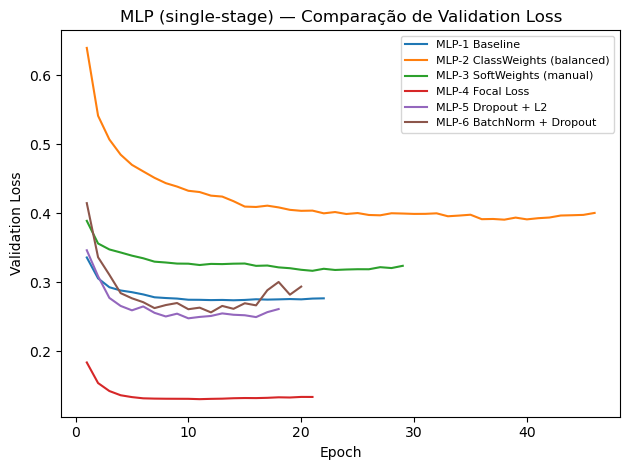 MLP (single-stage) — Comparação de Validation Loss
MLP-1 Baseline
MLP-2 ClassWeights (balanced)
MLP-3 SoftWeights (manual)
MLP-4 Focal Loss
MLP-5 Dropout + L2
MLP-6 BatchNorm + Dropout
Validation Loss
0.6
0.5
0.4
0.3
0.2
0
10
20
30
40
Epoch